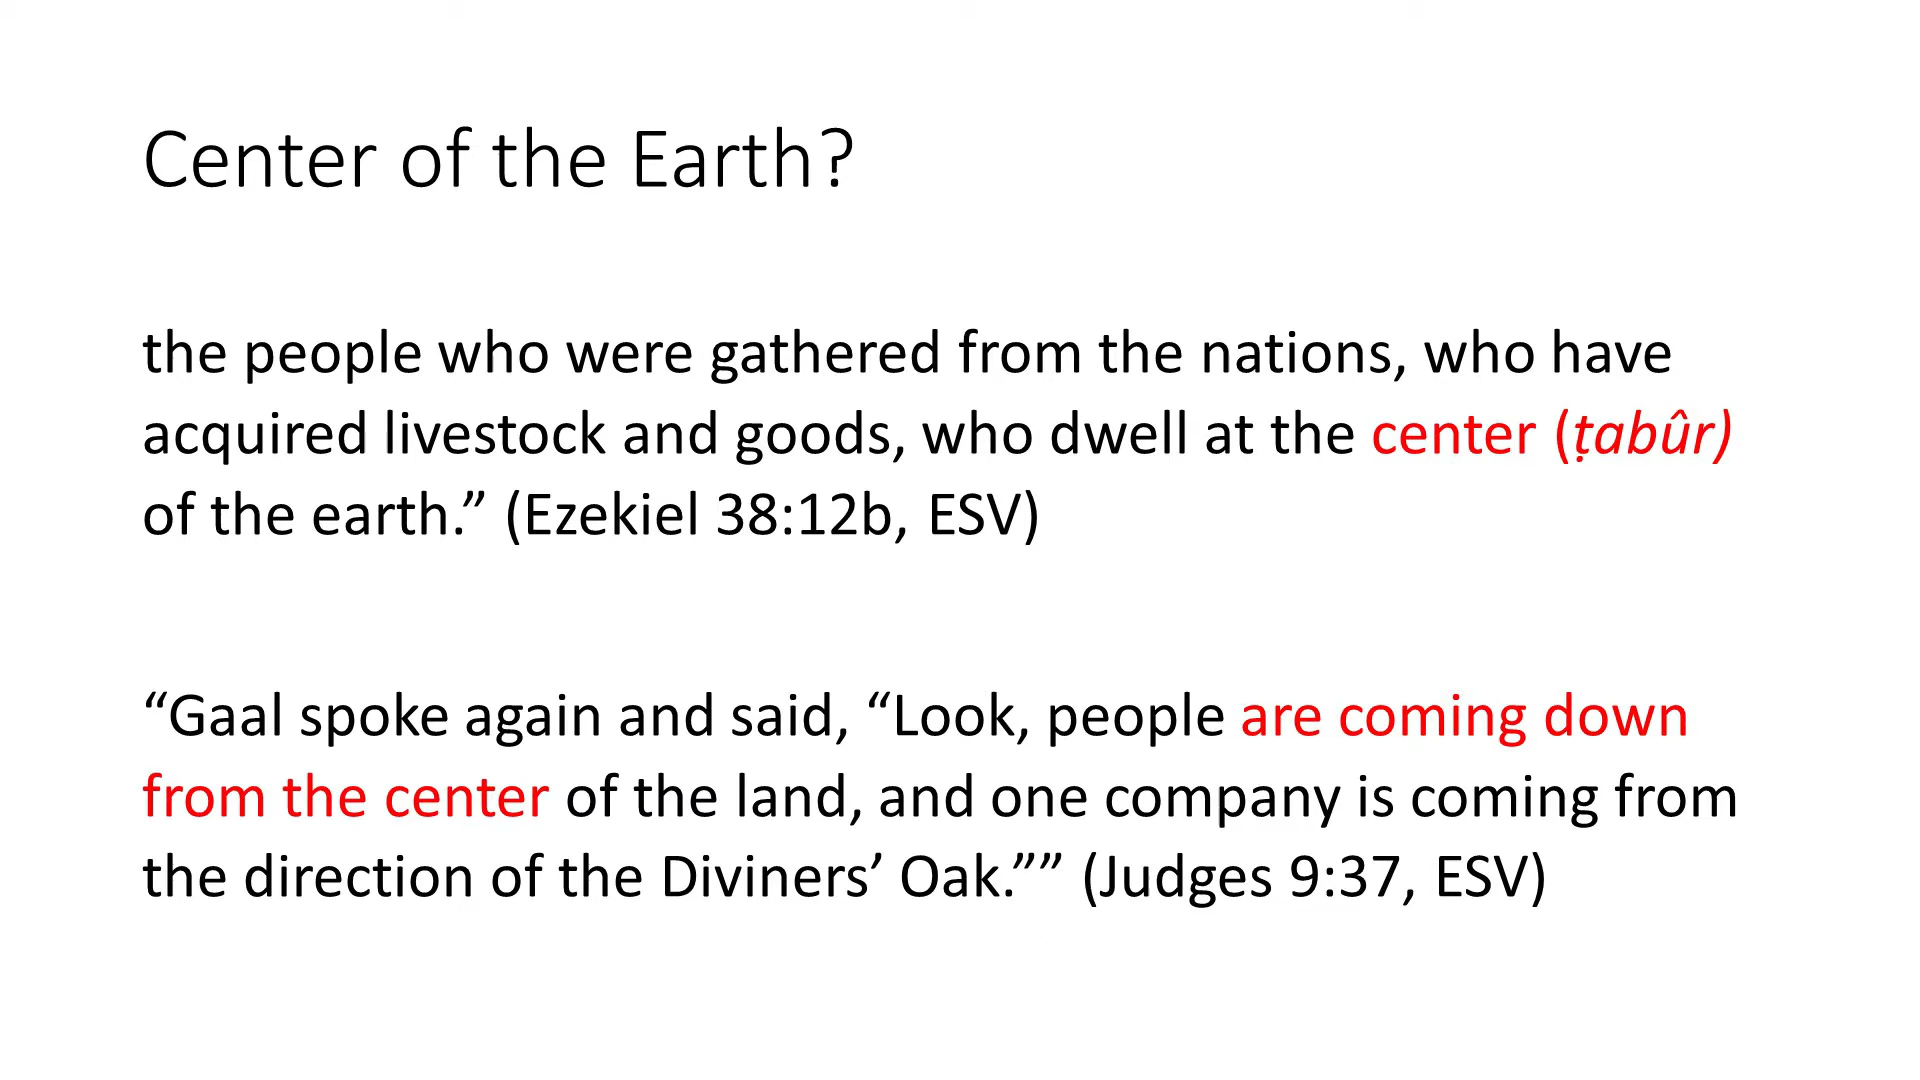 Center of the Earth?
the people who were gathered from the nations, who have
acquired livestock and goods, who dwell at the center (ṭabûr)
of the earth.” (Ezekiel 38:12b, ESV)
“Gaal spoke again and said, “Look, people are coming down
from the center of the land, and one company is coming from
the direction of the Diviners’ Oak.”” (Judges 9:37, ESV)